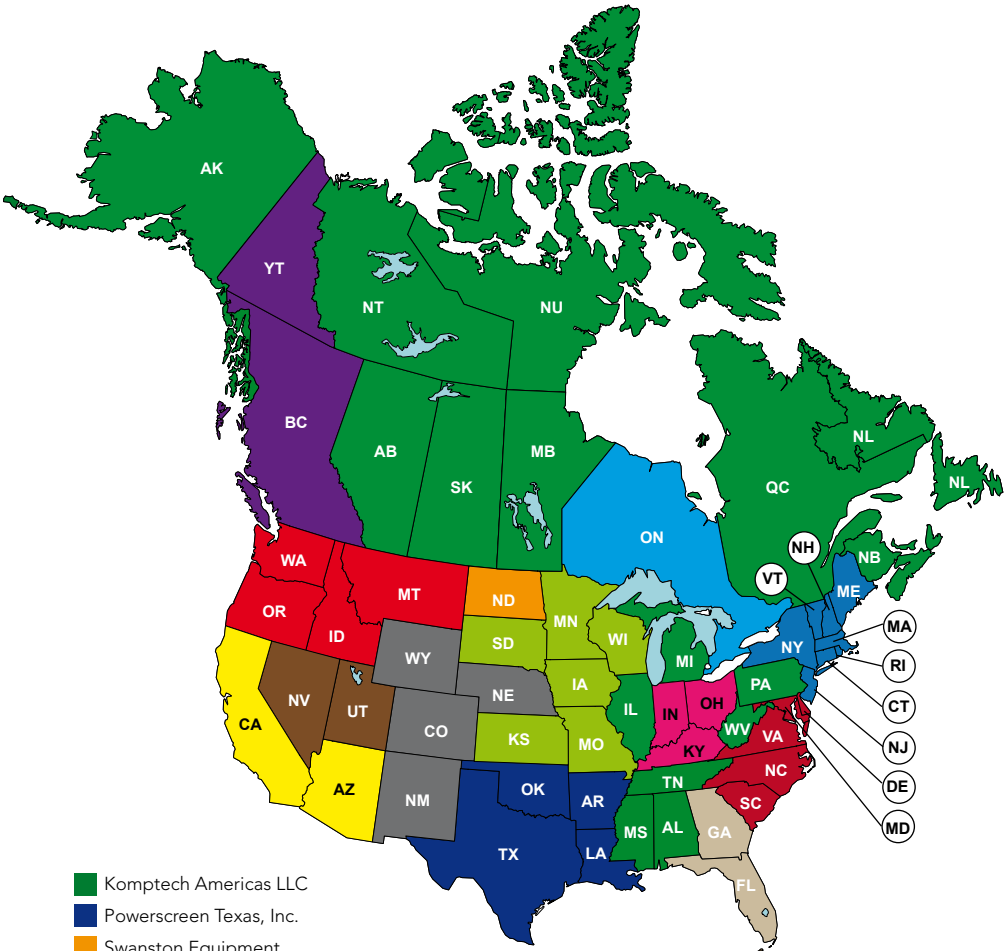 AK
YT
NT
NU
BC
AB
SK
MB
ON
QC
NL
NL
NB
NH
VT
ME
MA
RI
CT
NJ
DE
MD
WA
OR
ID
MT
ND
MN
SD
WI
MI
NY
WY
NE
IA
IL
IN
OH
PA
NV
UT
CO
KS
MO
KY
WV
VA
CA
AZ
NM
OK
AR
TN
NC
SC
TX
LA
MS
AL
GA
FL
Komptech Americas LLC
Powerscreen Texas, Inc.
Swanston Equipment